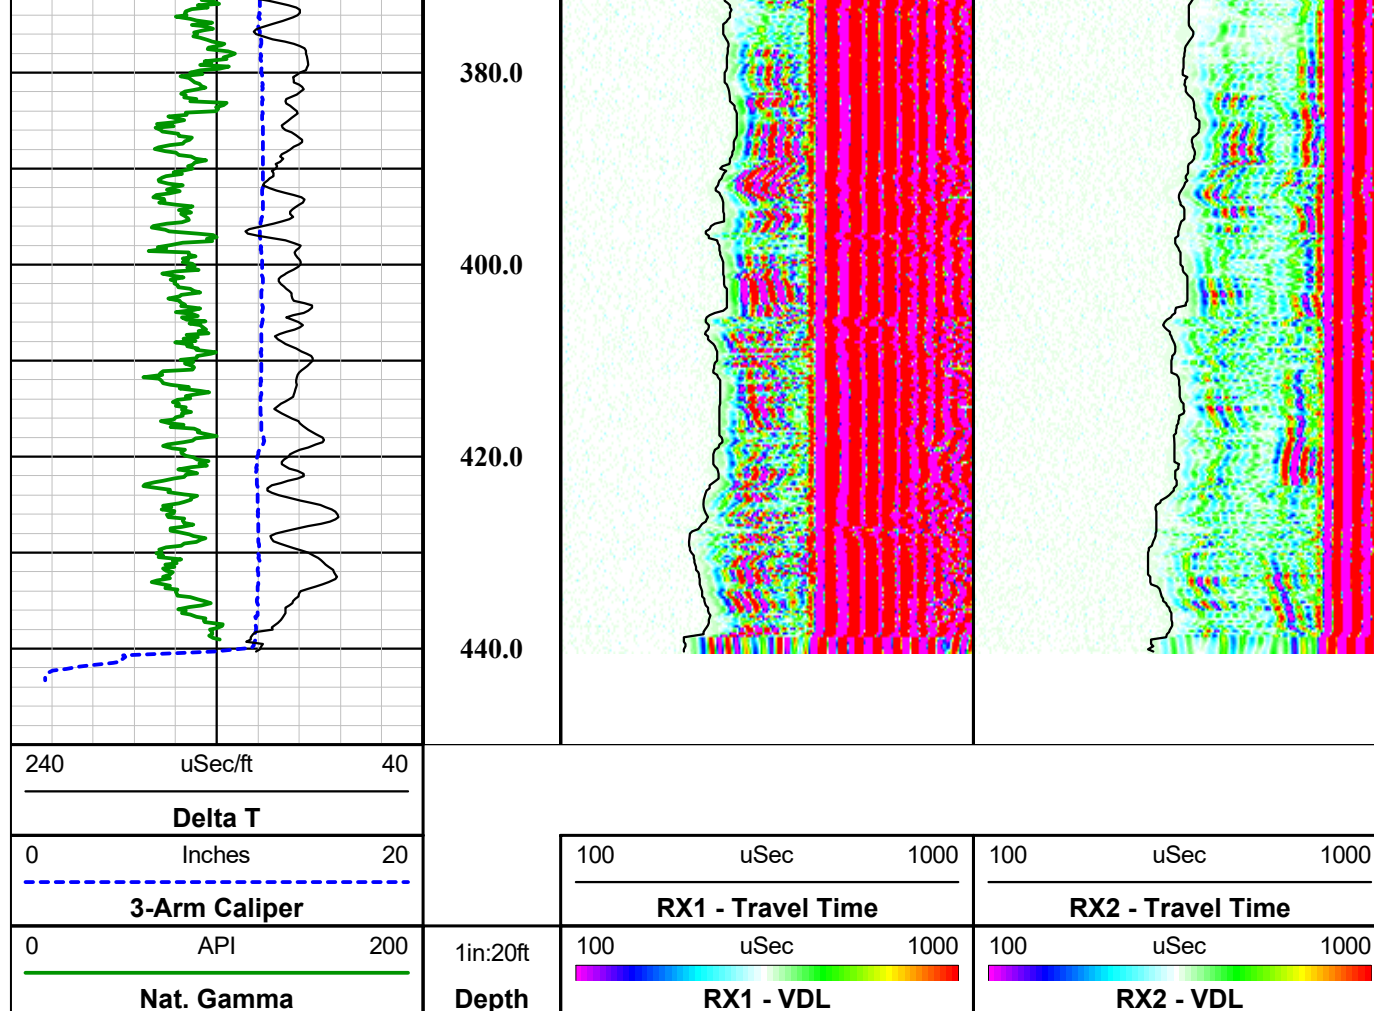 380.0
400.0
420.0
440.0
240 uSec/ft 40
Delta T
0 Inches 20
3-Arm Caliper
0 API 200
Nat. Gamma
1in:20ft
Depth
100 uSec 1000
RX1 - Travel Time
100 uSec 1000
RX1 - VDL
100 uSec 1000
RX2 - Travel Time
100 uSec 1000
RX2 - VDL